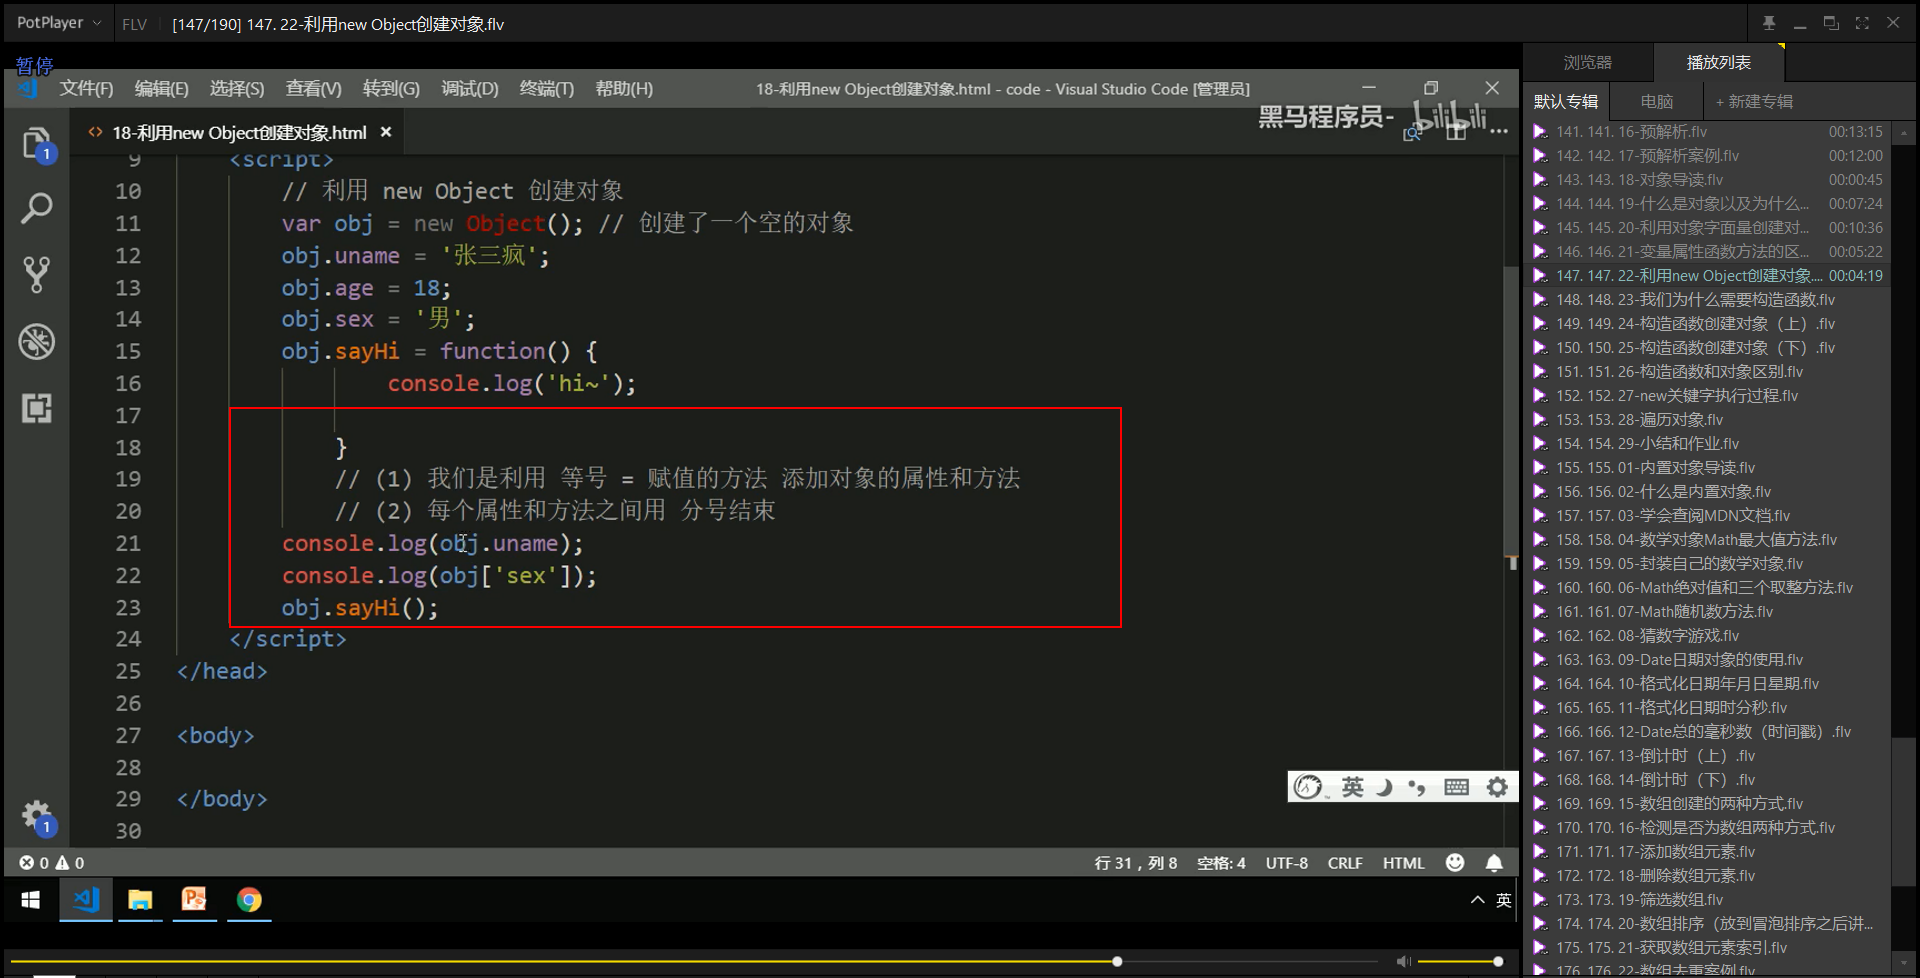 PotPlayer FLV [147/190] 147. 22-利用new Object创建对象.flv
暂停
文件(F) 编辑(E) 选择(S) 查看(V) 转到(G) 调试(D) 终端(T) 帮助(H) 18-利用new Object创建对象.html - code - Visual Studio Code [管理员]
黑马程序员- bilibili
18-利用new Object创建对象.html
9 <script>
10 // 利用 new Object 创建对象
11 var obj = new Object(); // 创建了一个空的对象
12 obj.uname = '张三疯';
13 obj.age = 18;
14 obj.sex = '男';
15 obj.sayHi = function() {
16 console.log('hi~');
17
18 }
19 // (1) 我们是利用 等号 = 赋值的方法 添加对象的属性和方法
20 // (2) 每个属性和方法之间用 分号结束
21 console.log(obj.uname);
22 console.log(obj['sex']);
23 obj.sayHi();
24 </script>
25 </head>
26
27 <body>
28
29 </body>
30
1
1
英
0 0 行 31，列 8 空格: 4 UTF-8 CRLF HTML
英
浏览器 播放列表
默认专辑 电脑 + 新建专辑
141. 141. 16-预解析.flv 00:13:15
142. 142. 17-预解析案例.flv 00:12:00
143. 143. 18-对象导读.flv 00:00:45
144. 144. 19-什么是对象以及为什么... 00:07:24
145. 145. 20-利用对象字面量创建对... 00:10:36
146. 146. 21-变量属性函数方法的区... 00:05:22
147. 147. 22-利用new Object创建对象.... 00:04:19
148. 148. 23-我们为什么需要构造函数.flv
149. 149. 24-构造函数创建对象（上）.flv
150. 150. 25-构造函数创建对象（下）.flv
151. 151. 26-构造函数和对象区别.flv
152. 152. 27-new关键字执行过程.flv
153. 153. 28-遍历对象.flv
154. 154. 29-小结和作业.flv
155. 155. 01-内置对象导读.flv
156. 156. 02-什么是内置对象.flv
157. 157. 03-学会查阅MDN文档.flv
158. 158. 04-数学对象Math最大值方法.flv
159. 159. 05-封装自己的数学对象.flv
160. 160. 06-Math绝对值和三个取整方法.flv
161. 161. 07-Math随机数方法.flv
162. 162. 08-猜数字游戏.flv
163. 163. 09-Date日期对象的使用.flv
164. 164. 10-格式化日期年月日星期.flv
165. 165. 11-格式化日期时分秒.flv
166. 166. 12-Date总的毫秒数（时间戳）.flv
167. 167. 13-倒计时（上）.flv
168. 168. 14-倒计时（下）.flv
169. 169. 15-数组创建的两种方式.flv
170. 170. 16-检测是否为数组两种方式.flv
171. 171. 17-添加数组元素.flv
172. 172. 18-删除数组元素.flv
173. 173. 19-筛选数组.flv
174. 174. 20-数组排序（放到冒泡排序之后讲...
175. 175. 21-获取数组元素索引.flv
176. 176. 22-数组去重案例.flv